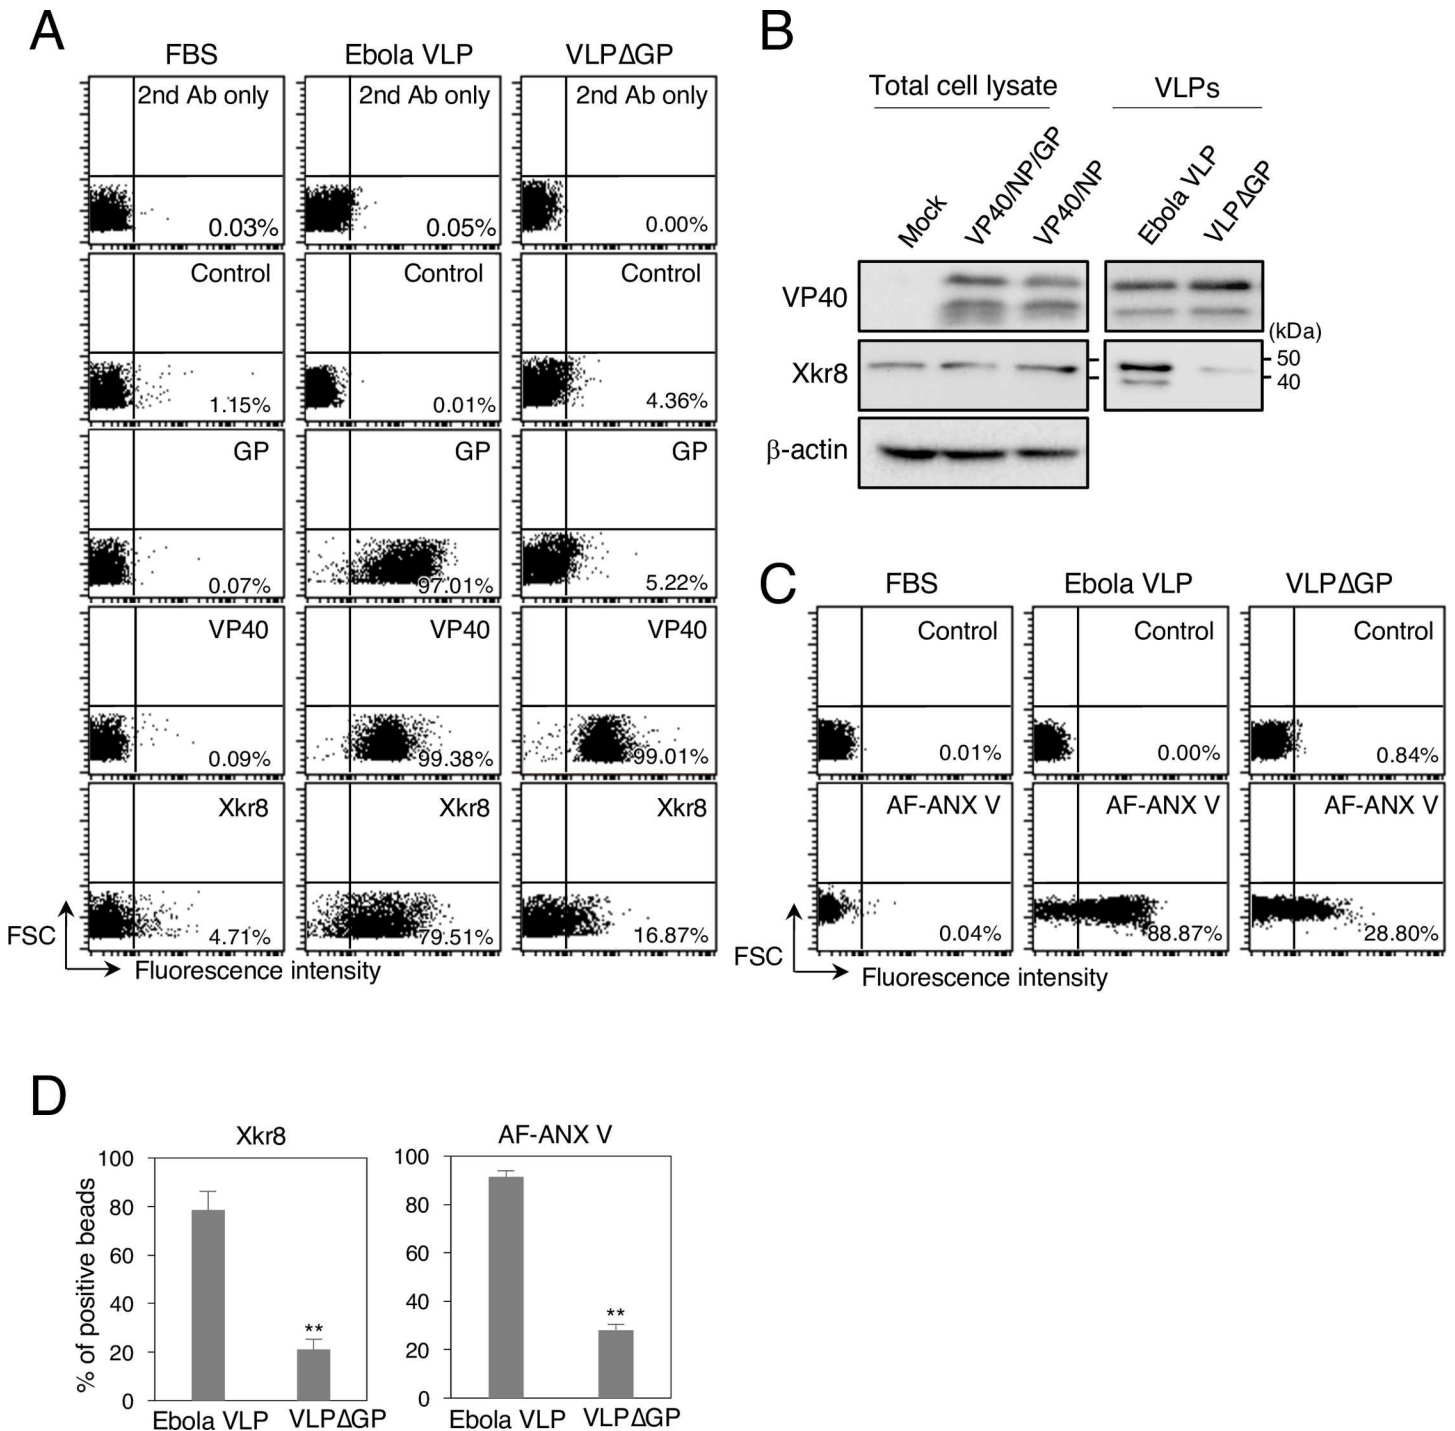 A
FBS
Ebola VLP
VLPΔGP
2nd Ab only
2nd Ab only
2nd Ab only
0.03%
0.05%
0.00%
Control
Control
Control
1.15%
0.01%
4.36%
GP
GP
GP
0.07%
97.01%
5.22%
VP40
VP40
VP40
0.09%
99.38%
99.01%
Xkr8
Xkr8
Xkr8
4.71%
79.51%
16.87%
FSC
Fluorescence intensity
B
Total cell lysate
VLPs
Mock
VP40/NP/GP
VP40/NP
Ebola VLP
VLPΔGP
VP40
(kDa)
Xkr8
50
40
β-actin
C
FBS
Ebola VLP
VLPΔGP
Control
Control
Control
0.01%
0.00%
0.84%
AF-ANX V
AF-ANX V
AF-ANX V
0.04%
88.87%
28.80%
FSC
Fluorescence intensity
D
Xkr8
% of positive beads
100
80
60
40
20
0
**
Ebola VLP
VLPΔGP
AF-ANX V
100
80
60
40
20
0
**
Ebola VLP
VLPΔGP